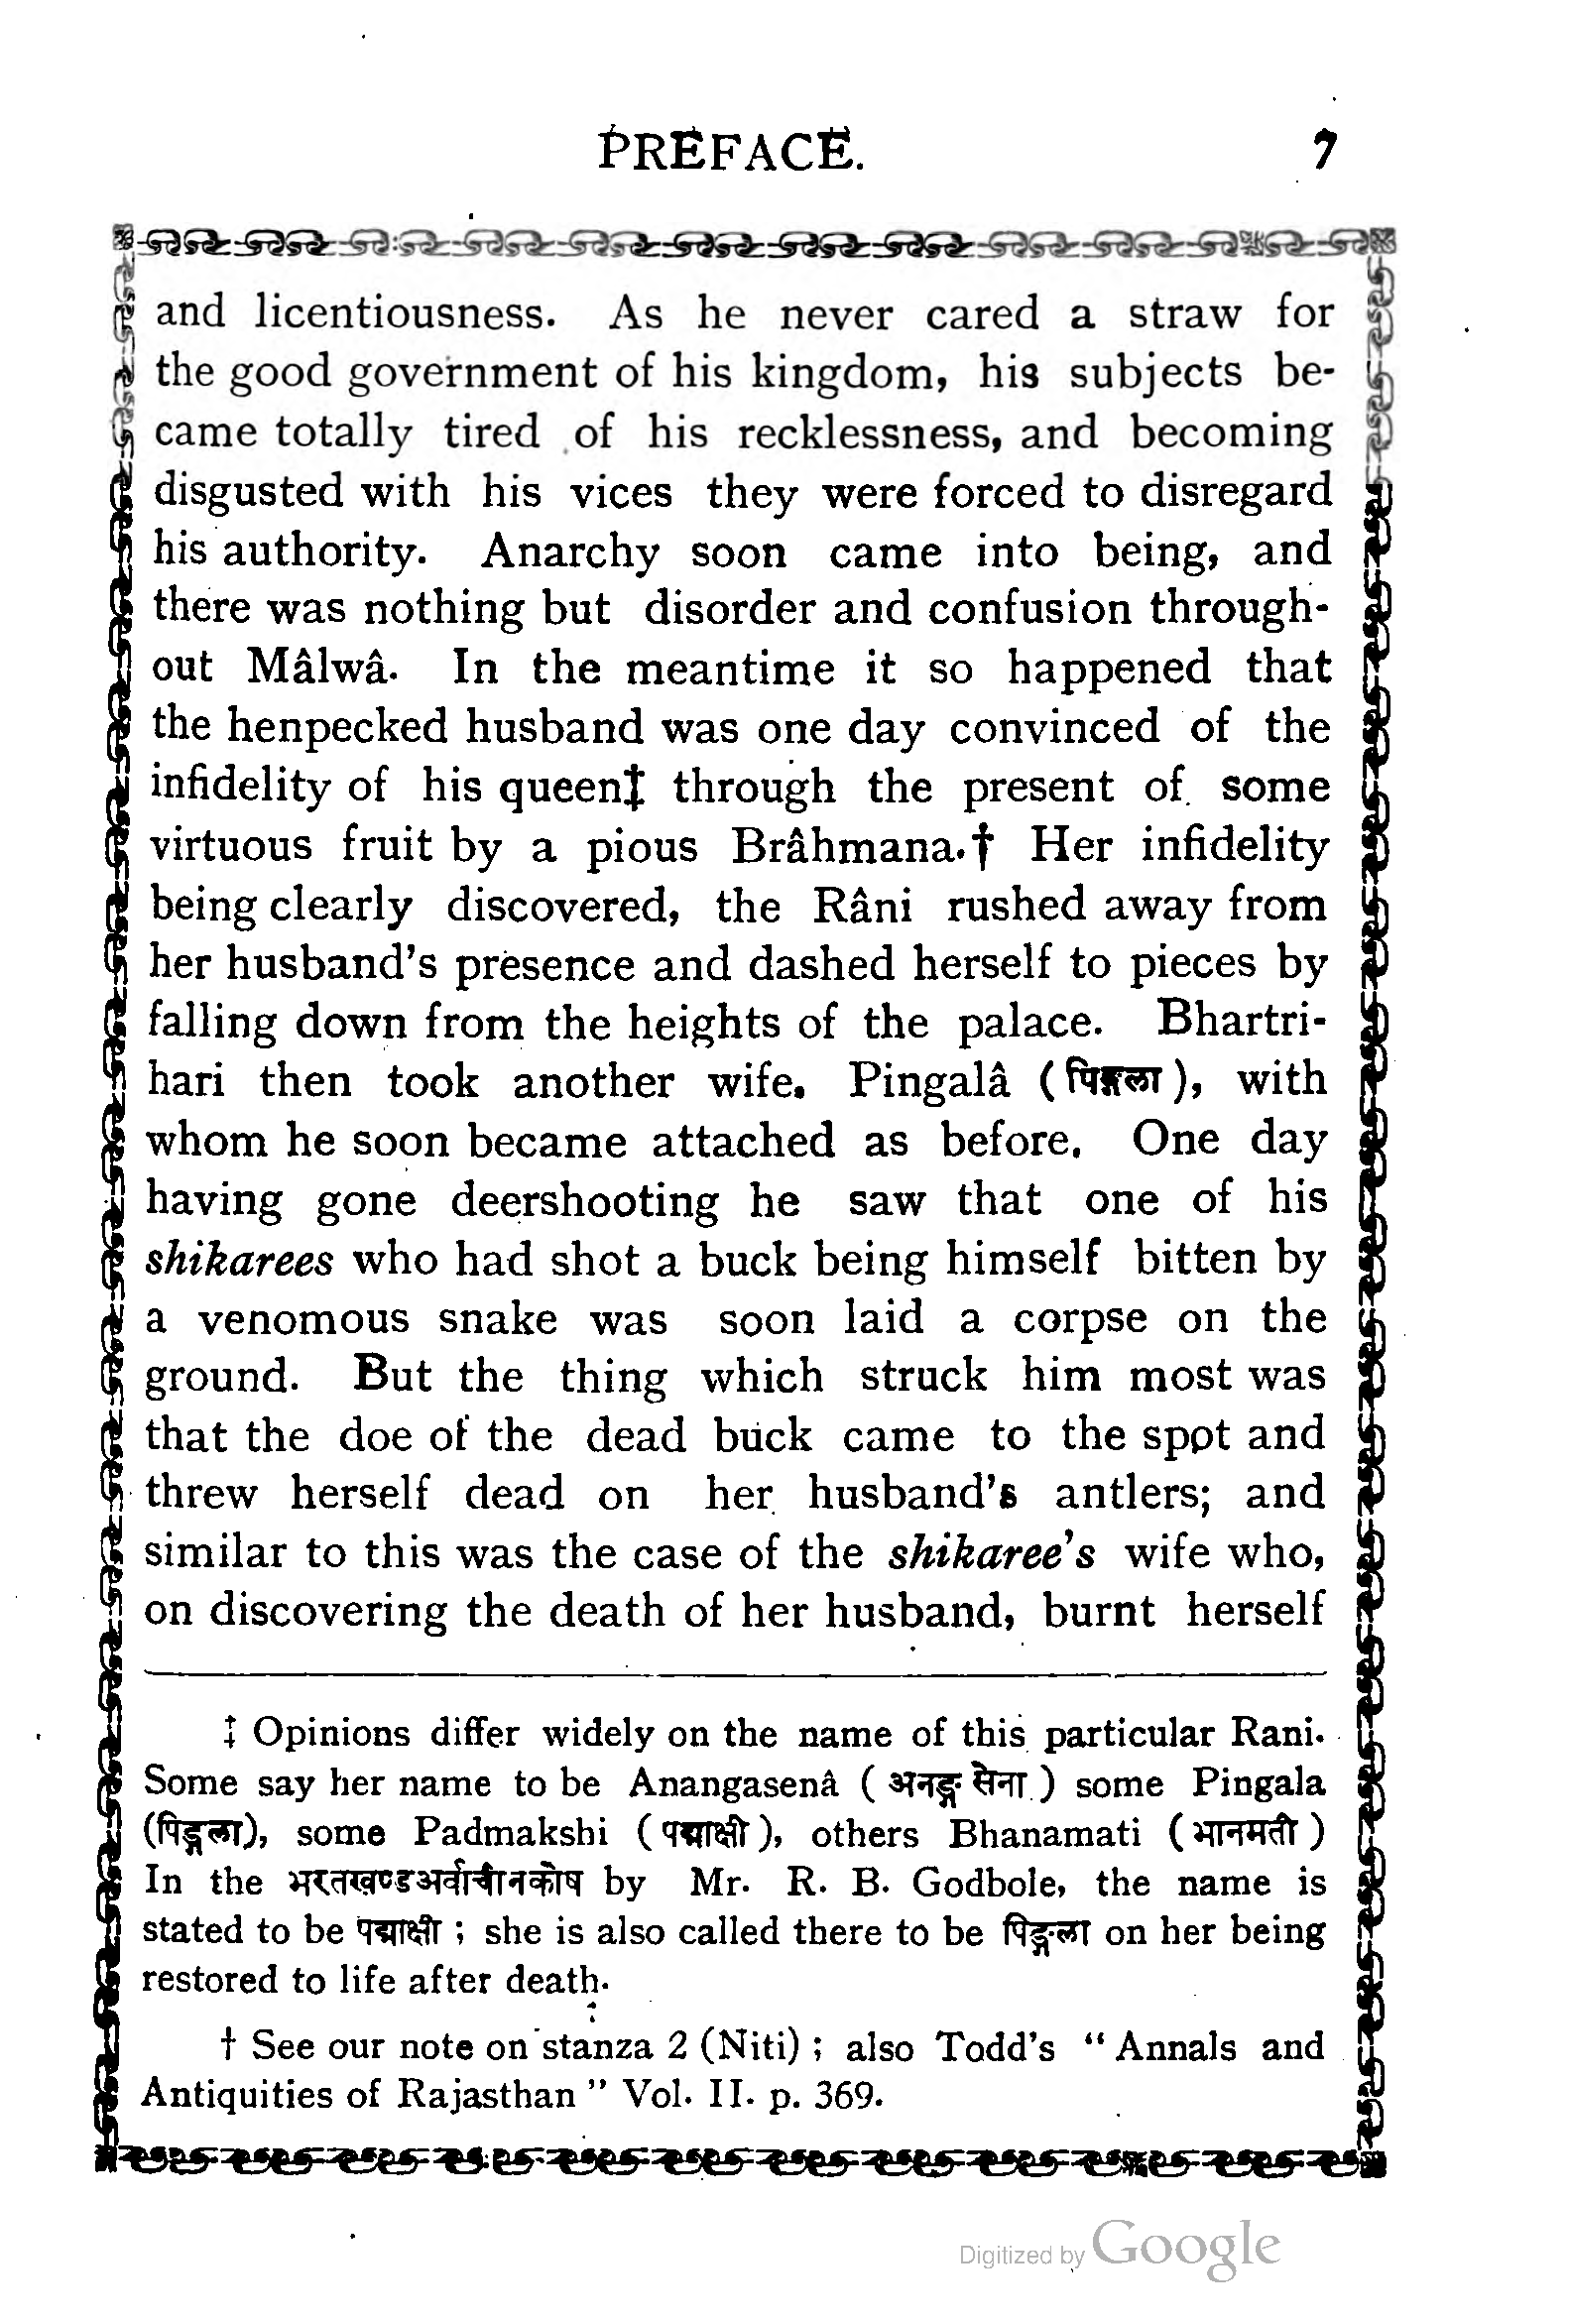 PREFACE. 7
and licentiousness. As he never cared a straw for
the good government of his kingdom, his subjects be-
came totally tired of his recklessness, and becoming
disgusted with his vices they were forced to disregard
his authority. Anarchy soon came into being, and
there was nothing but disorder and confusion through-
out Mâlwâ. In the meantime it so happened that
the henpecked husband was one day convinced of the
infidelity of his queen‡ through the present of some
virtuous fruit by a pious Brâhmana.† Her infidelity
being clearly discovered, the Râni rushed away from
her husband's presence and dashed herself to pieces by
falling down from the heights of the palace. Bhartri-
hari then took another wife. Pingalâ ( पिङ्गला ), with
whom he soon became attached as before. One day
having gone deershooting he saw that one of his
shikarees who had shot a buck being himself bitten by
a venomous snake was soon laid a corpse on the
ground. But the thing which struck him most was
that the doe of the dead buck came to the spot and
threw herself dead on her husband's antlers; and
similar to this was the case of the shikaree's wife who,
on discovering the death of her husband, burnt herself
‡ Opinions differ widely on the name of this particular Rani.
Some say her name to be Anangasenâ ( अनङ्ग सेना ) some Pingala
(पिङ्गला), some Padmakshi ( पद्माक्षी ), others Bhanamati ( भानमती )
In the भरतखण्डअर्वाचीनकोष by Mr. R. B. Godbole, the name is
stated to be पद्माक्षी ; she is also called there to be पिङ्गला on her being
restored to life after death.
† See our note on stanza 2 (Niti) ; also Todd's " Annals and
Antiquities of Rajasthan " Vol. II. p. 369.
Digitized by Google